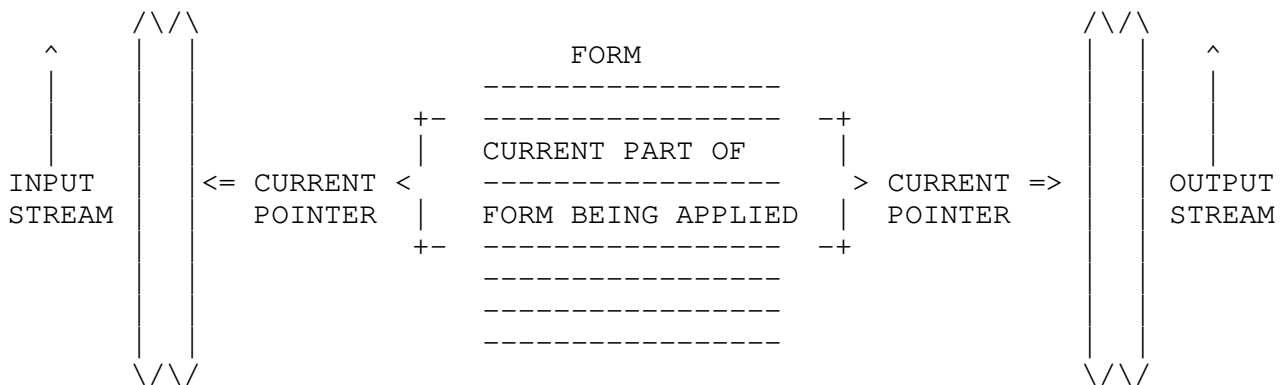 FORM
CURRENT PART OF
INPUT <= CURRENT < > CURRENT => OUTPUT
STREAM POINTER FORM BEING APPLIED POINTER STREAM